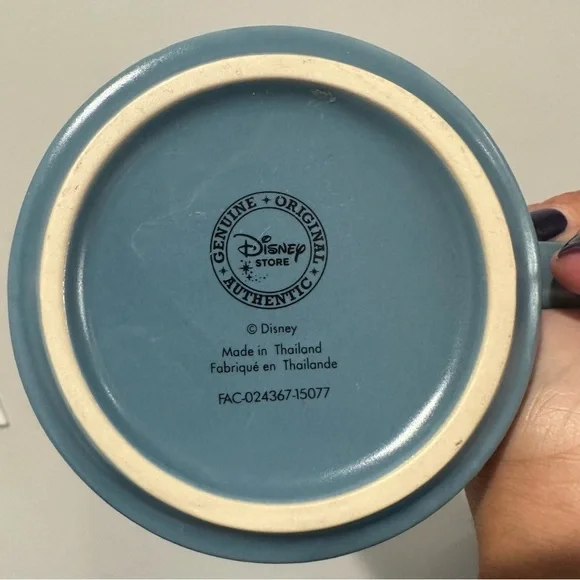 GENUINE ORIGINAL
Disney
STORE
AUTHENTIC
© Disney
Made in Thailand
Fabriqué en Thaïlande
FAC-024367-15077